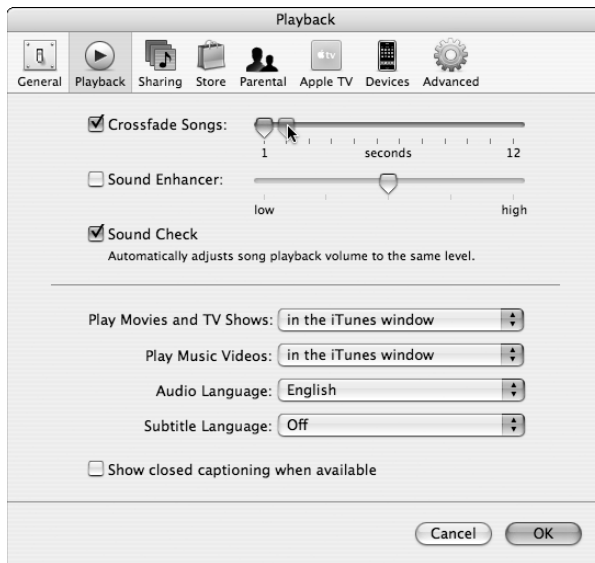 Playback
General Playback Sharing Store Parental Apple TV Devices Advanced
Crossfade Songs:
1 seconds 12
Sound Enhancer:
low high
Sound Check
Automatically adjusts song playback volume to the same level.
Play Movies and TV Shows: in the iTunes window
Play Music Videos: in the iTunes window
Audio Language: English
Subtitle Language: Off
Show closed captioning when available
Cancel OK